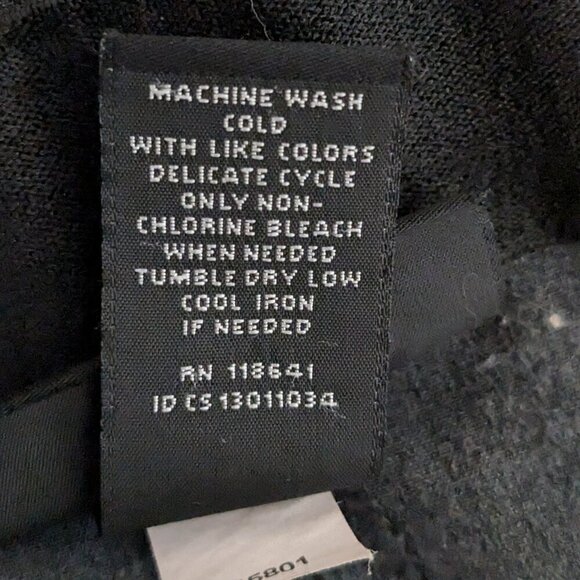 MACHINE WASH
COLD
WITH LIKE COLORS
DELICATE CYCLE
ONLY NON-
CHLORINE BLEACH
WHEN NEEDED
TUMBLE DRY LOW
COOL IRON
IF NEEDED
RN 118641
ID CS 13011034
5801